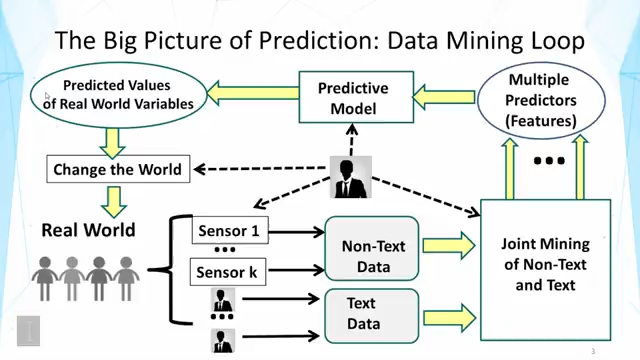 The Big Picture of Prediction: Data Mining Loop
Predicted Values
of Real World Variables
Predictive
Model
Multiple
Predictors
(Features)
•••
Change the World
Real World
Sensor 1
•••
Sensor k
•••
Non-Text
Data
Text
Data
Joint Mining
of Non-Text
and Text
3